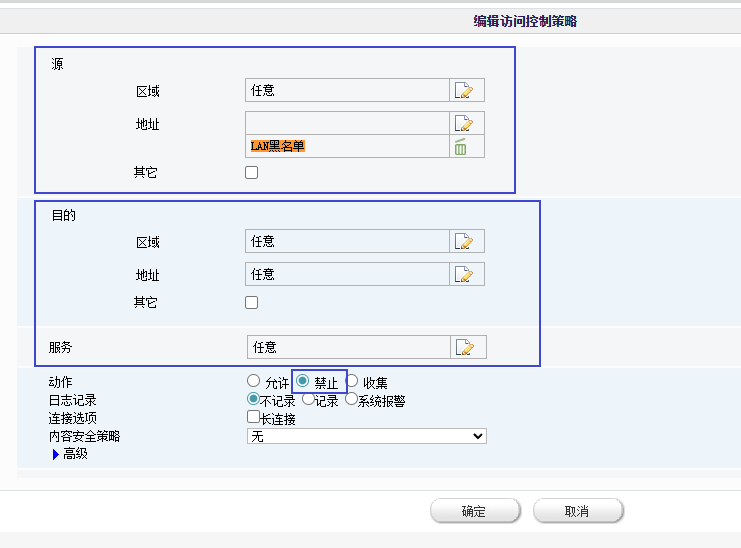 编辑访问控制策略
源
区域 任意
地址
LAN黑名单
其它
目的
区域 任意
地址 任意
其它
服务 任意
动作 允许 禁止 收集
日志记录 不记录 记录 系统报警
连接选项 长连接
内容安全策略 无
高级
确定 取消